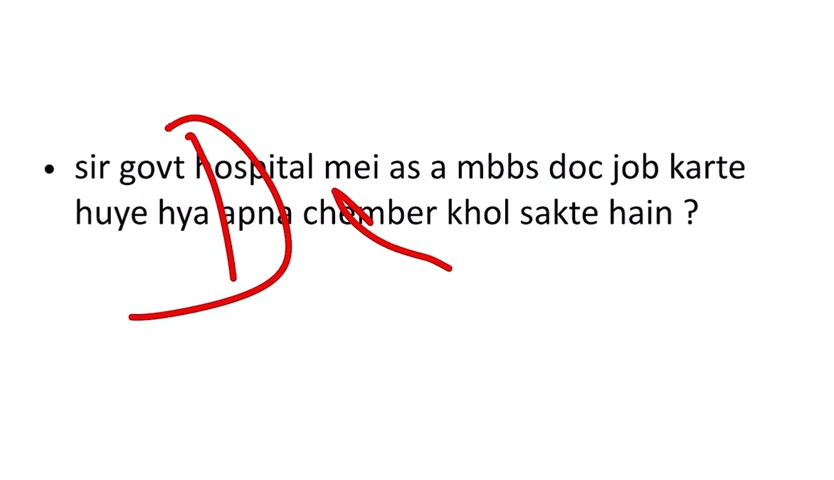 • sir govt hospital mei as a mbbs doc job karte
huye hya apna chember khol sakte hain ?
D